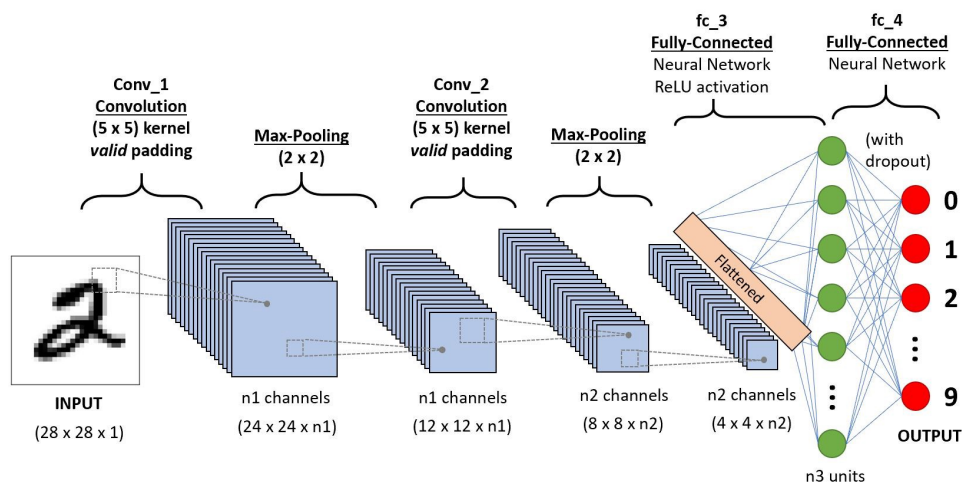 fc_3
Fully-Connected
Neural Network
ReLU activation
fc_4
Fully-Connected
Neural Network
Conv_1
Convolution
(5 x 5) kernel
valid padding
Max-Pooling
(2 x 2)
Conv_2
Convolution
(5 x 5) kernel
valid padding
Max-Pooling
(2 x 2)
(with
dropout)
Flattened
0
1
2
9
2
INPUT
(28 x 28 x 1)
n1 channels
(24 x 24 x n1)
n1 channels
(12 x 12 x n1)
n2 channels
(8 x 8 x n2)
n2 channels
(4 x 4 x n2)
OUTPUT
n3 units